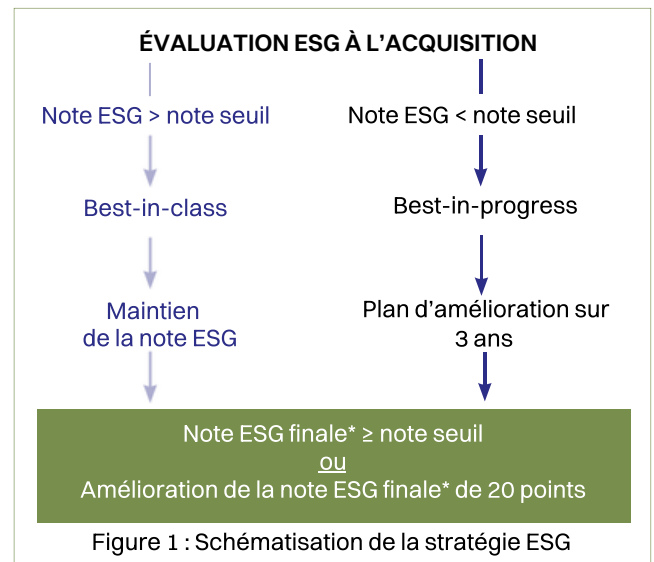 ÉVALUATION ESG À L'ACQUISITION
Note ESG > note seuil
Note ESG < note seuil
Best-in-class
Best-in-progress
Maintien
de la note ESG
Plan d'amélioration sur
3 ans
Note ESG finale* ≥ note seuil
ou
Amélioration de la note ESG finale* de 20 points
Figure 1 : Schématisation de la stratégie ESG